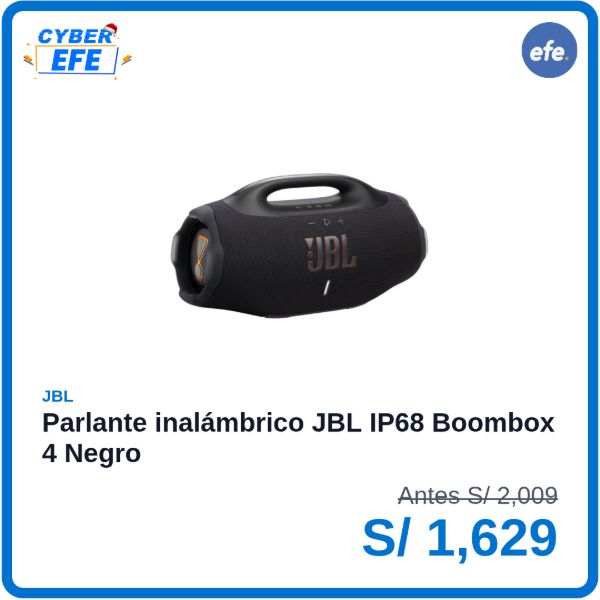 CYBER
EFE
efe.
JBL
JBL
Parlante inalámbrico JBL IP68 Boombox
4 Negro
Antes S/ 2,009
S/ 1,629